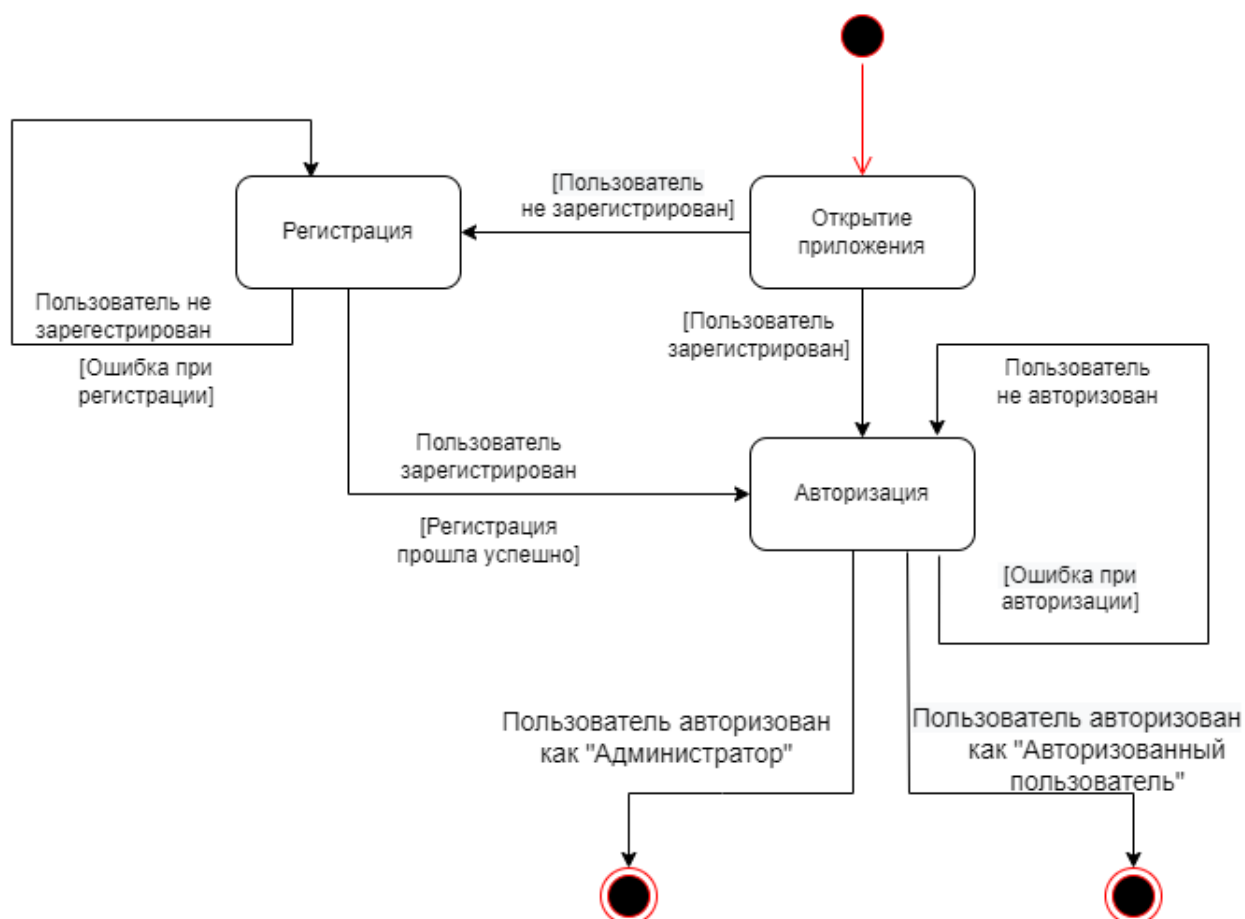 [Пользователь
не зарегистрирован]
Регистрация
Открытие
приложения
Пользователь не
зарегестрирован
[Ошибка при
регистрации]
[Пользователь
зарегистрирован]
Пользователь
не авторизован
Пользователь
зарегистрирован
[Регистрация
прошла успешно]
Авторизация
[Ошибка при
авторизации]
Пользователь авторизован
как "Администратор"
Пользователь авторизован
как "Авторизованный
пользователь"